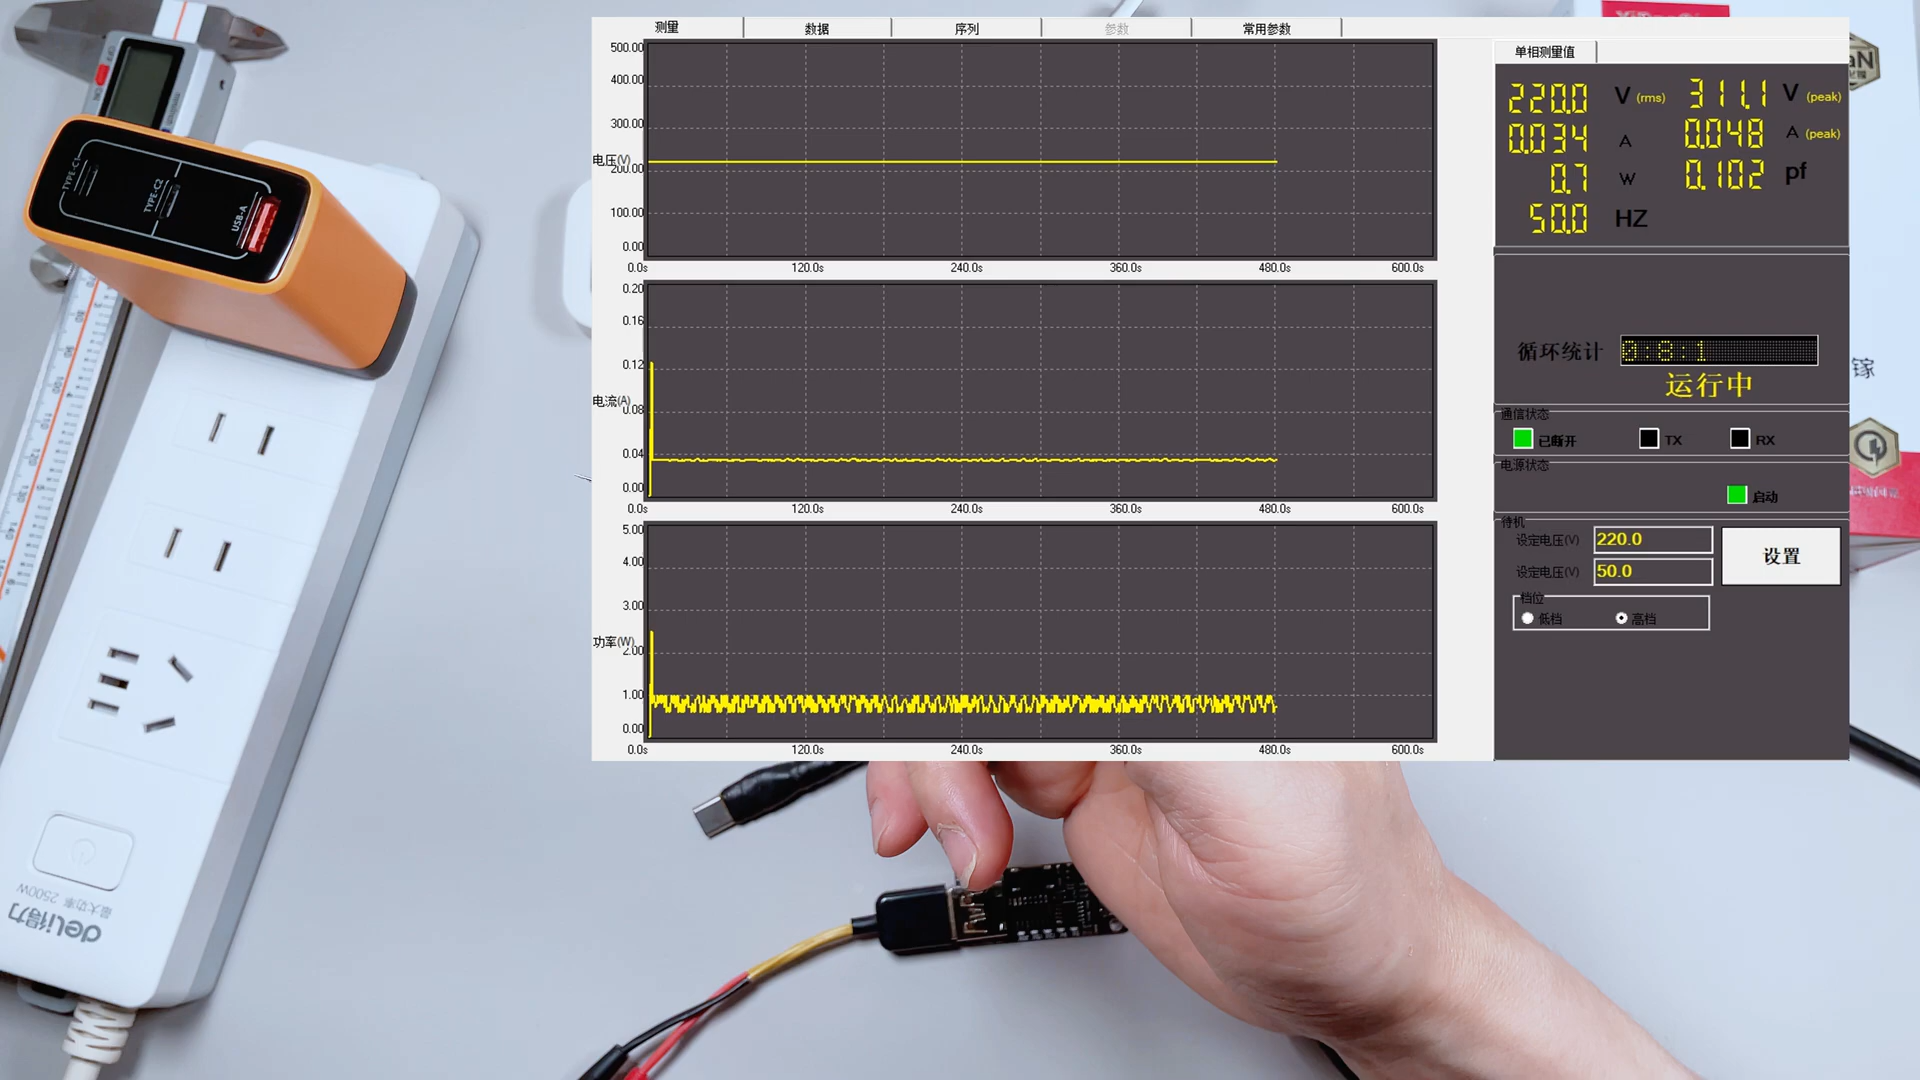 测量 数据 序列 参数 常用参数
500.00
400.00
300.00
电压(V)
200.00
100.00
0.00
0.0s 120.0s 240.0s 360.0s 480.0s 600.0s
0.20
0.16
0.12
电流(A)
0.08
0.04
0.00
0.0s 120.0s 240.0s 360.0s 480.0s 600.0s
5.00
4.00
3.00
功率(W)
2.00
1.00
0.00
0.0s 120.0s 240.0s 360.0s 480.0s 600.0s
单相测量值
220.0 V (rms) 311.1 V (peak)
0.034 A 0.048 A (peak)
0.7 W 0.102 pf
50.0 HZ
循环统计 0:8:1
运行中
通信状态
已断开 TX RX
电源状态
启动
待机
设定电压(V) 220.0
设定电压(V) 50.0
设置
档位
低档 高档
TYPE-C1
TYPE-C2
USB-A
最大功率 2500W
deli得力
镓